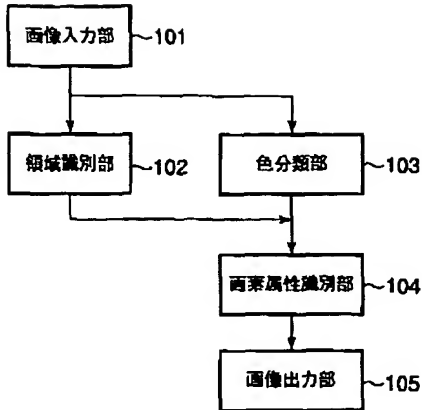 画像入力部 ~101
領域識別部 ~102
色分類部 ~103
画素属性識別部 ~104
画像出力部 ~105